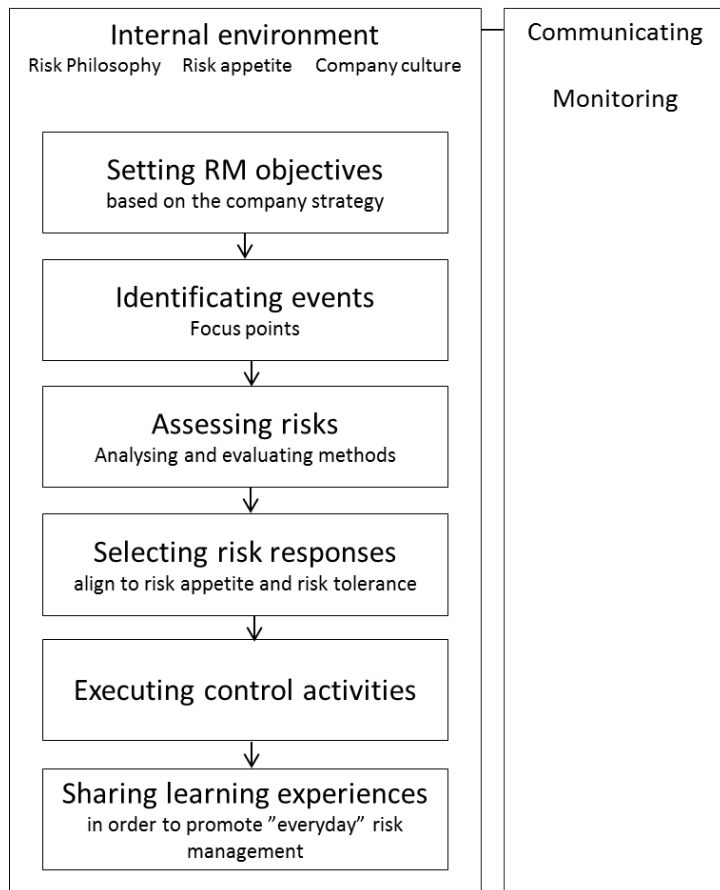 Internal environment
Risk Philosophy Risk appetite Company culture
Setting RM objectives
based on the company strategy
Identificating events
Focus points
Assessing risks
Analysing and evaluating methods
Selecting risk responses
align to risk appetite and risk tolerance
Executing control activities
Sharing learning experiences
in order to promote ”everyday” risk
management
Communicating
Monitoring